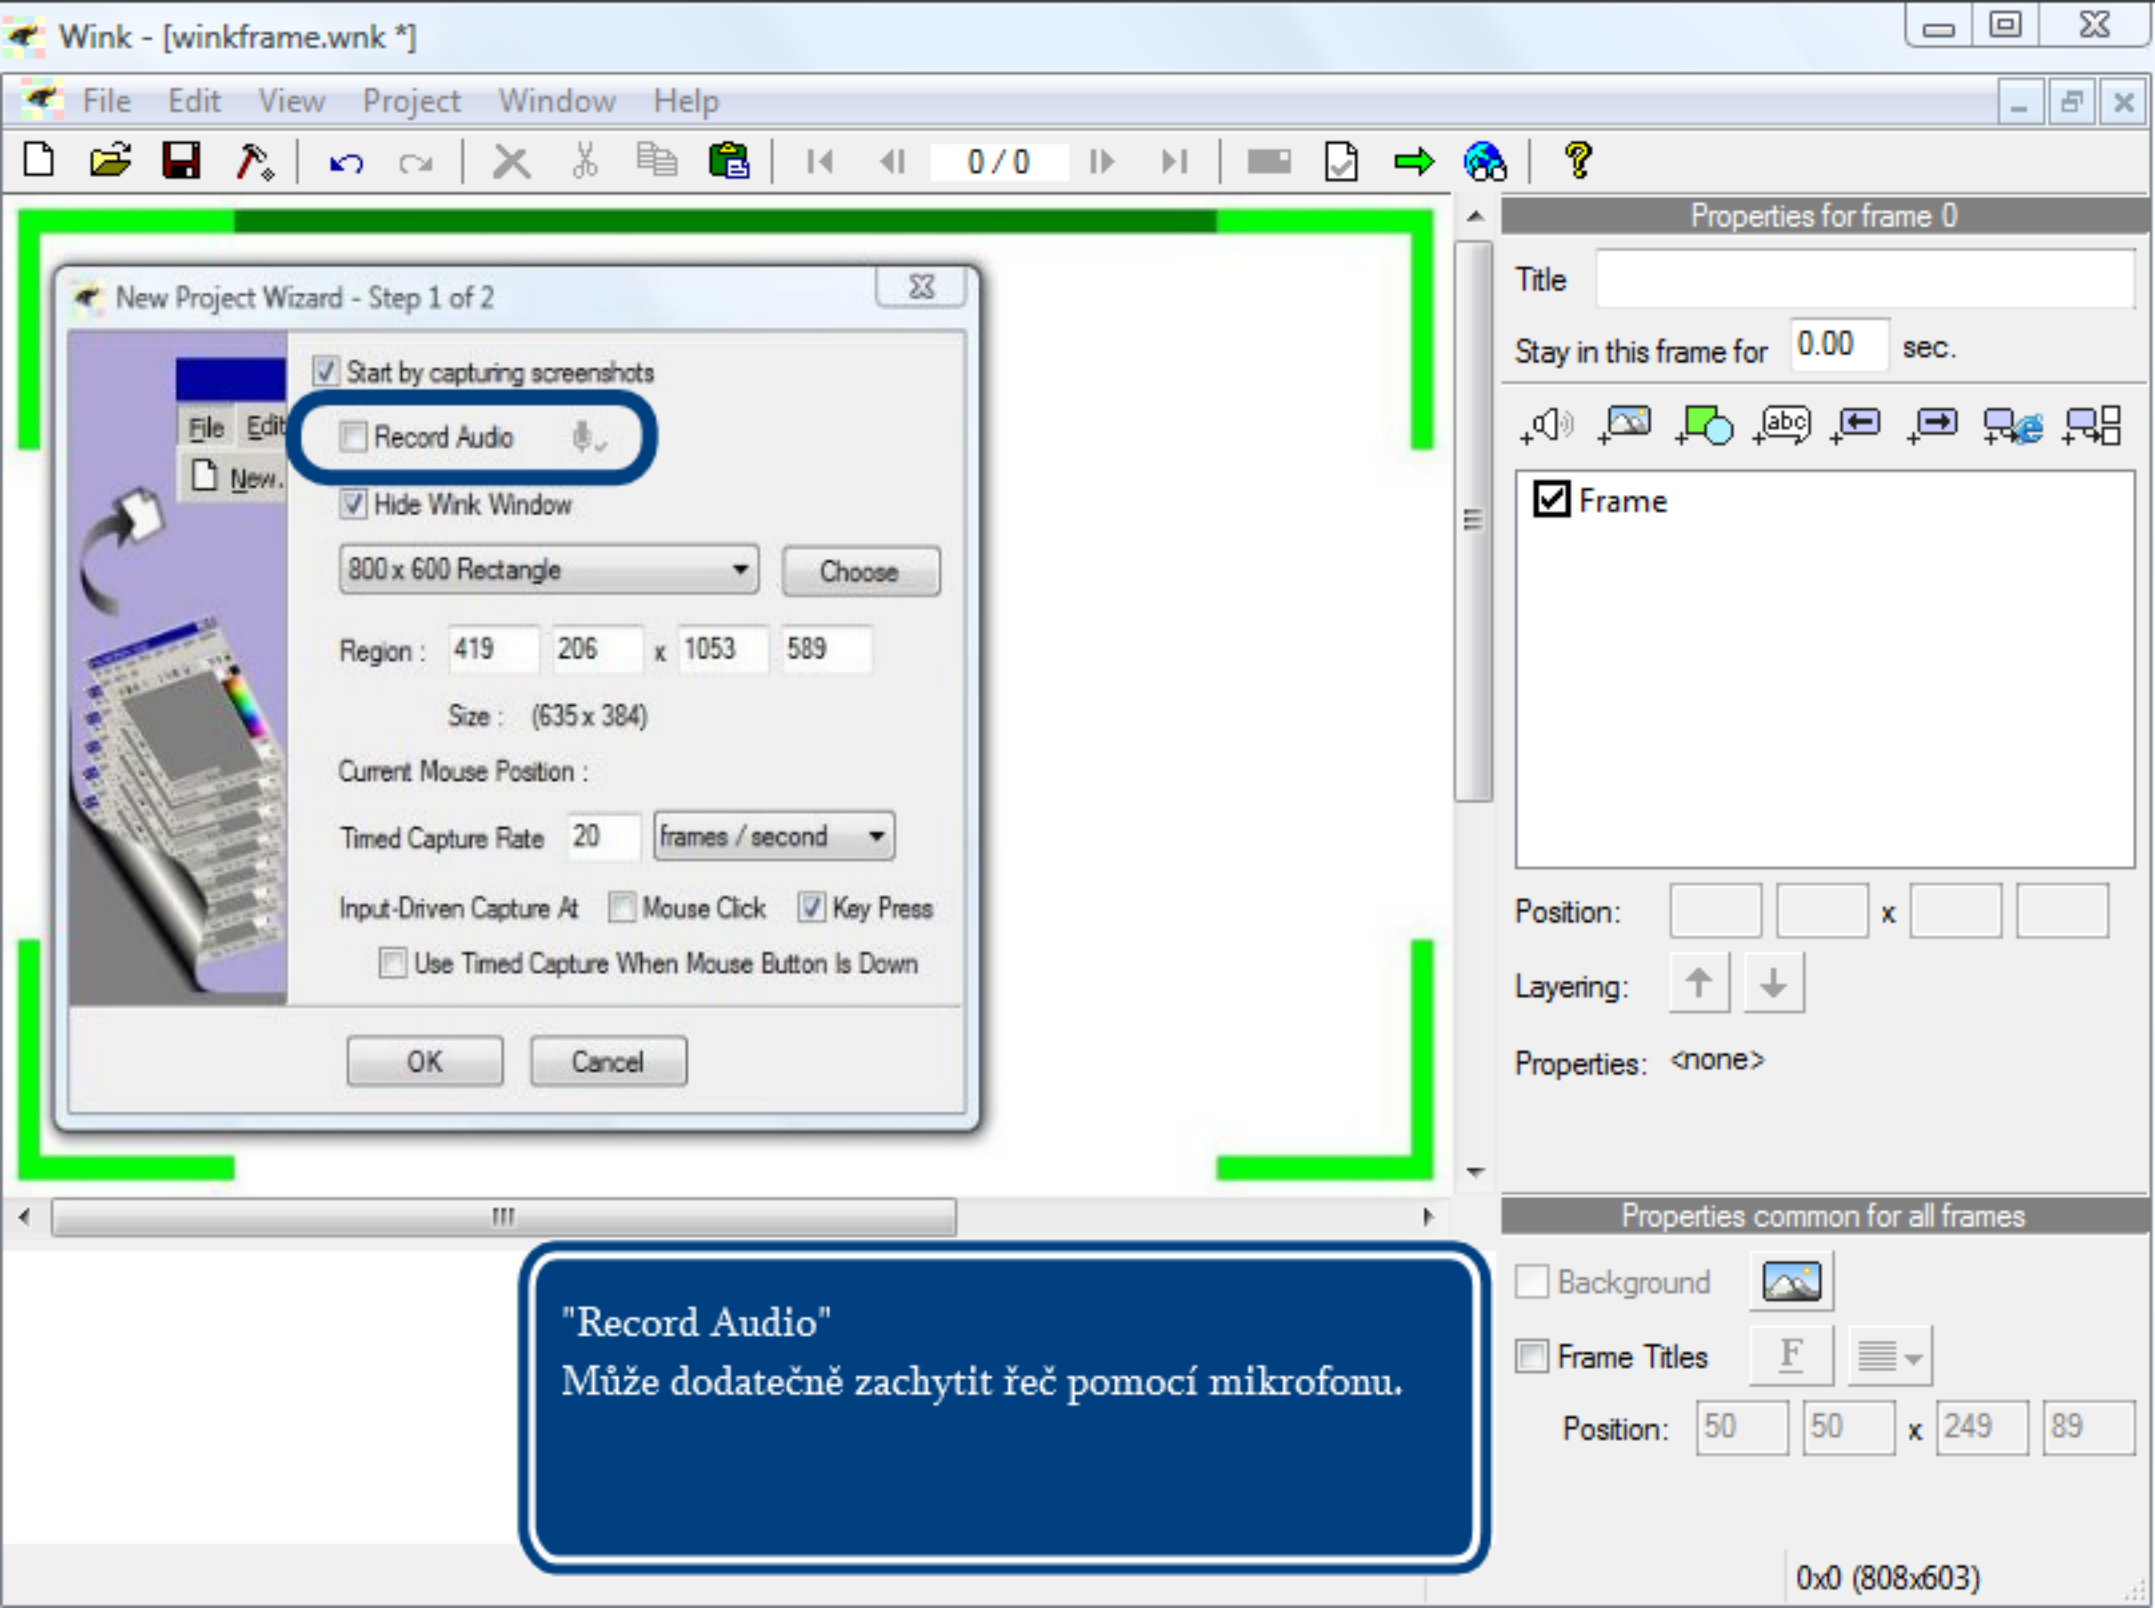 Wink - [winkframe.wnk *]
File Edit View Project Window Help
0 / 0
New Project Wizard - Step 1 of 2
File Edit
New.
Start by capturing screenshots
Record Audio
Hide Wink Window
800 x 600 Rectangle Choose
Region : 419 206 x 1053 589
Size : (635 x 384)
Current Mouse Position :
Timed Capture Rate 20 frames / second
Input-Driven Capture At Mouse Click Key Press
Use Timed Capture When Mouse Button Is Down
OK Cancel
Properties for frame 0
Title
Stay in this frame for 0.00 sec.
abc
Frame
Position: x
Layering:
Properties: <none>
Properties common for all frames
Background
Frame Titles F
Position: 50 50 x 249 89
"Record Audio"
Může dodatečně zachytit řeč pomocí mikrofonu.
0x0 (808x603)